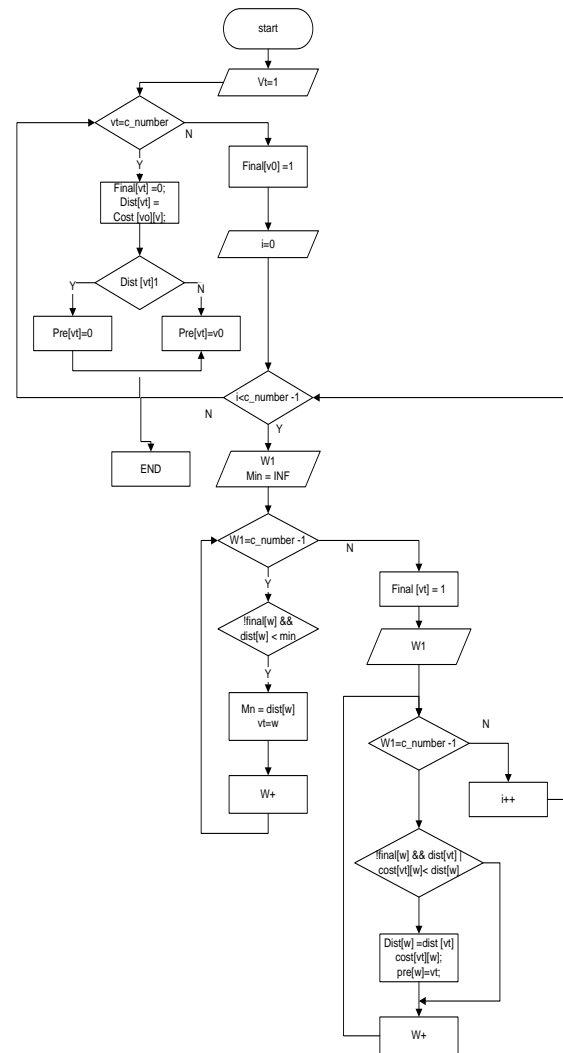 start
Vt=1
vt=c_number
N
Y
Final[v0] =1
Final[vt] =0;
Dist[vt] =
Cost [vo][v];
i=0
Dist [vt]1
Y
N
Pre[vt]=0
Pre[vt]=v0
i<c_number -1
N
Y
END
W1
Min = INF
W1=c_number -1
N
Y
Final [vt] = 1
!final[w] &&
dist[w] < min
W1
Y
Mn = dist[w]
vt=w
W1=c_number -1
N
W+
i++
!final[w] && dist[vt] |
cost[vt][w]< dist[w]
Dist[w] =dist [vt]
cost[vt][w];
pre[w]=vt;
W+